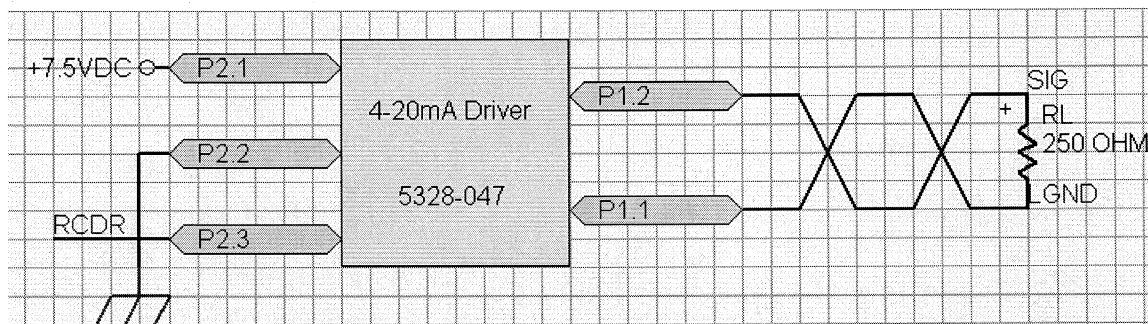 +7.5VDC
P2.1
4-20mA Driver
P1.2
SIG
+
RL
250 OHM
P2.2
5328-047
P1.1
LGND
RCDR
P2.3